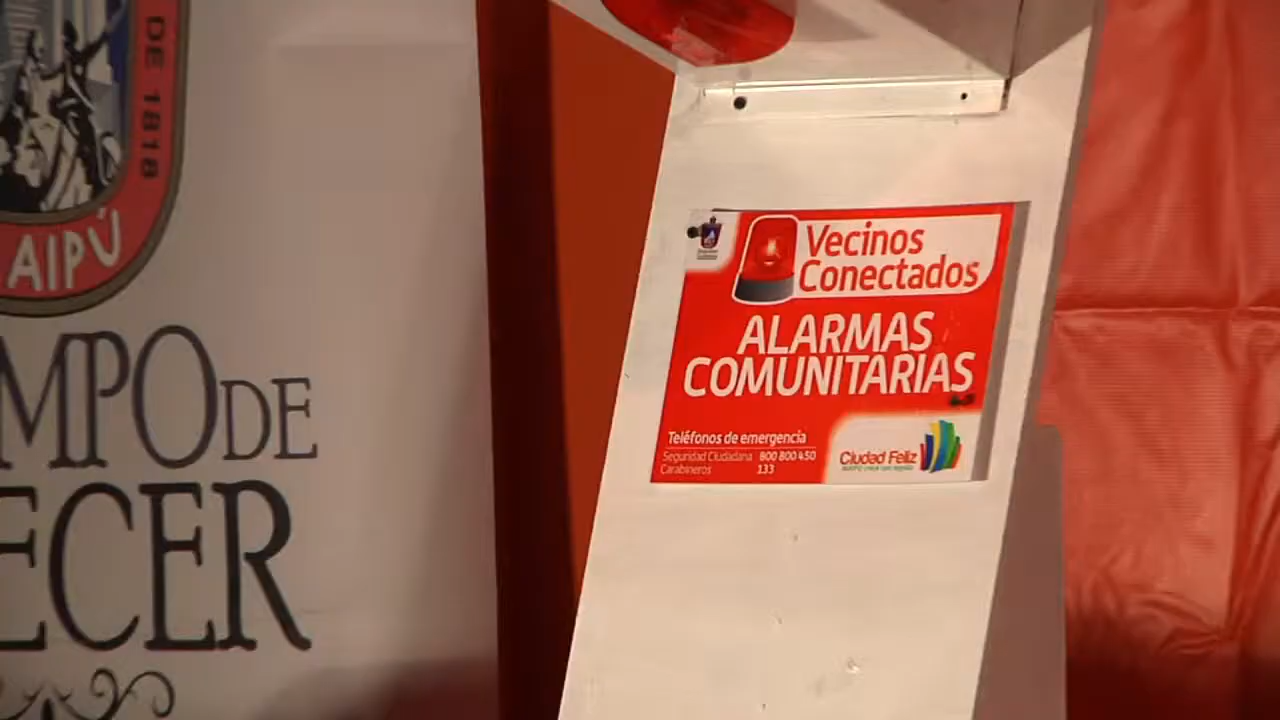 DE 1818
AIPÚ
MPO DE
ECER
Vecinos
Conectados
ALARMAS
COMUNITARIAS
Teléfonos de emergencia
Seguridad Ciudadana 800 800 450
Carabineros 133
Ciudad Feliz